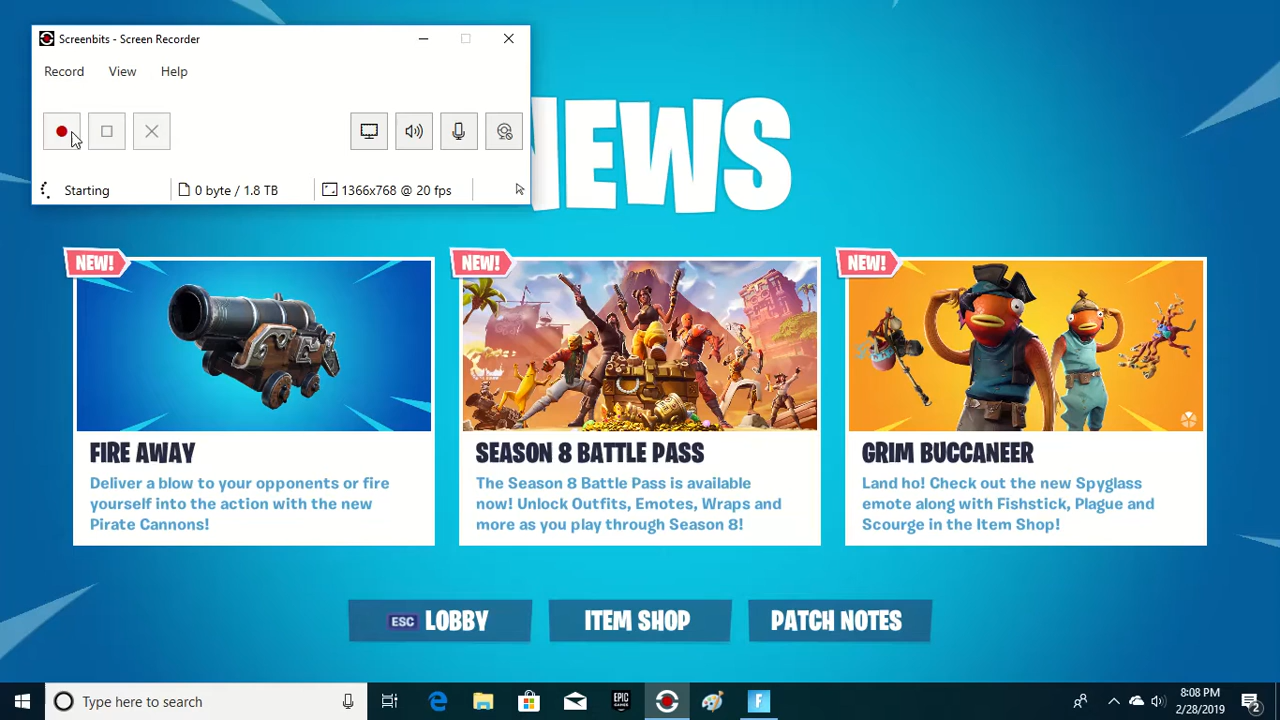 Screenbits - Screen Recorder
Record View Help
Starting 0 byte / 1.8 TB 1366x768 @ 20 fps
NEWS
NEW! NEW! NEW!
FIRE AWAY
Deliver a blow to your opponents or fire
yourself into the action with the new
Pirate Cannons!
SEASON 8 BATTLE PASS
The Season 8 Battle Pass is available
now! Unlock Outfits, Emotes, Wraps and
more as you play through Season 8!
GRIM BUCCANEER
Land ho! Check out the new Spyglass
emote along with Fishstick, Plague and
Scourge in the Item Shop!
ESC LOBBY ITEM SHOP PATCH NOTES
Type here to search
EPIC
GAMES
F
8:08 PM
2/28/2019
2